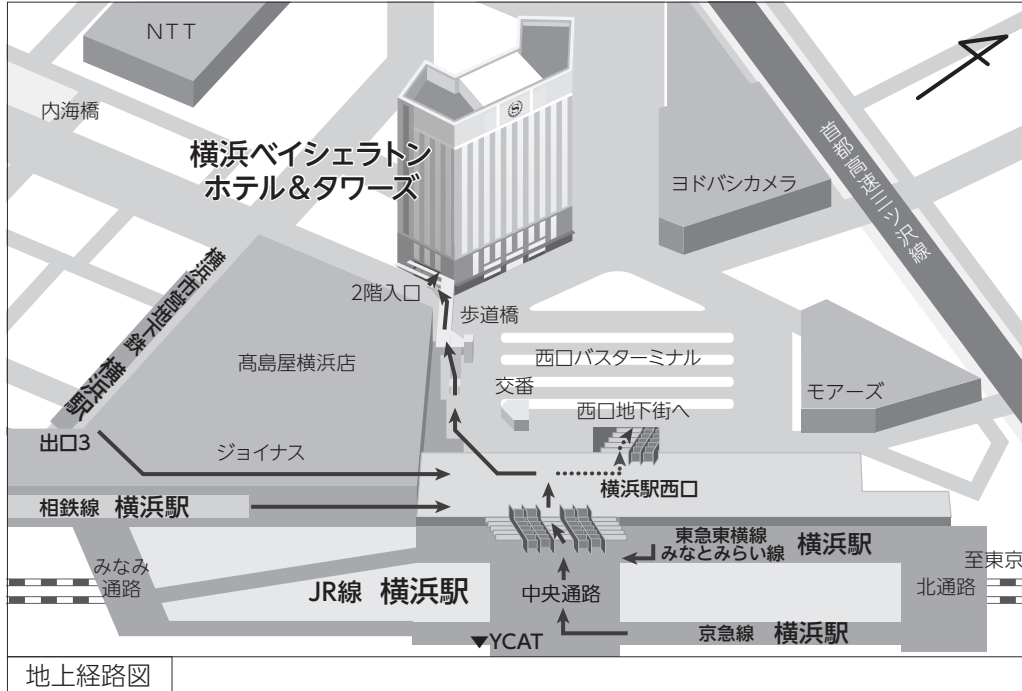 NTT
内海橋
横浜ベイシェラトン
ホテル&タワーズ
ヨドバシカメラ
首都高速三ツ沢線
横浜市営地下鉄 横浜駅
2階入口
歩道橋
髙島屋横浜店
西口バスターミナル
交番
西口地下街へ
モアーズ
出口3
ジョイナス
横浜駅西口
相鉄線 横浜駅
東急東横線
みなとみらい線 横浜駅
みなみ
通路
至東京
JR線 横浜駅
中央通路
北通路
京急線 横浜駅
▼YCAT
地上経路図